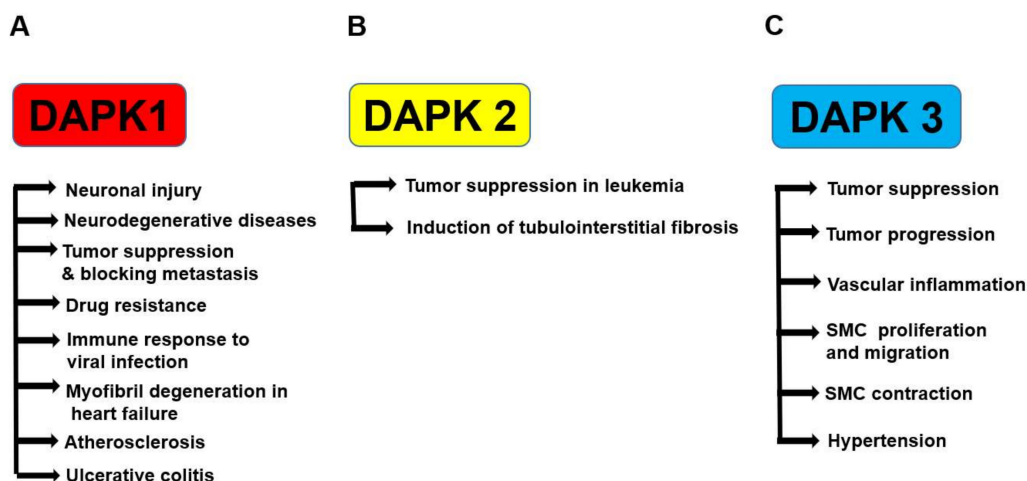 A
DAPK1
Neuronal injury
Neurodegenerative diseases
Tumor suppression
& blocking metastasis
Drug resistance
Immune response to
viral infection
Myofibril degeneration in
heart failure
Atherosclerosis
Ulcerative colitis
B
DAPK 2
Tumor suppression in leukemia
Induction of tubulointerstitial fibrosis
C
DAPK 3
Tumor suppression
Tumor progression
Vascular inflammation
SMC proliferation
and migration
SMC contraction
Hypertension